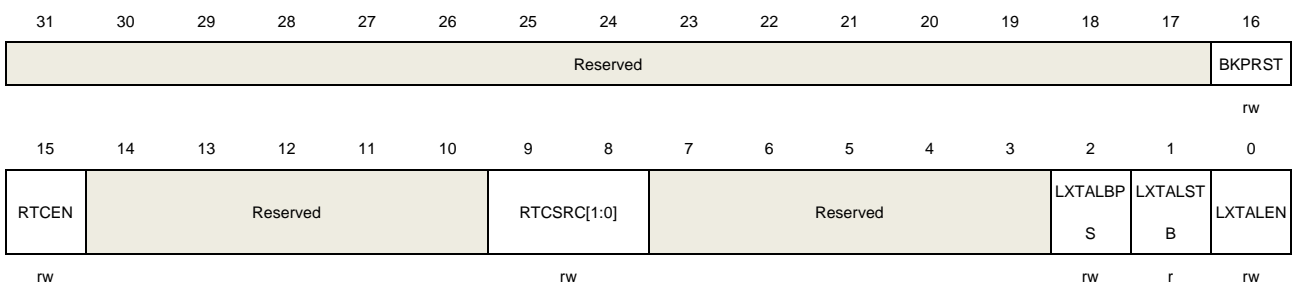 31 30 29 28 27 26 25 24 23 22 21 20 19 18 17 16
Reserved BKPRST
rw
15 14 13 12 11 10 9 8 7 6 5 4 3 2 1 0
RTCEN Reserved RTCSRC[1:0] Reserved LXTALBP S LXTALST B LXTALEN
rw rw rw r rw